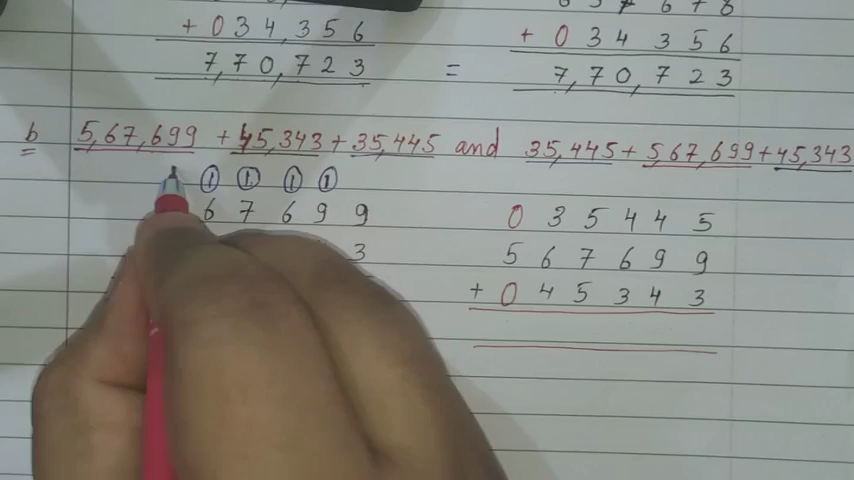 + 0 3 4, 3 5 6 + 0 3 4 3 5 6
7, 7 0, 7 2 3 = 7, 7 0, 7 2 3
b 5,67,699 + 45,343 + 35,445 and 35,445 + 5,67,699 + 45,343
1 1 1 1
6 7 6 9 9 0 3 5 4 4 5
3 5 6 7 6 9 9
+ 0 4 5 3 4 3